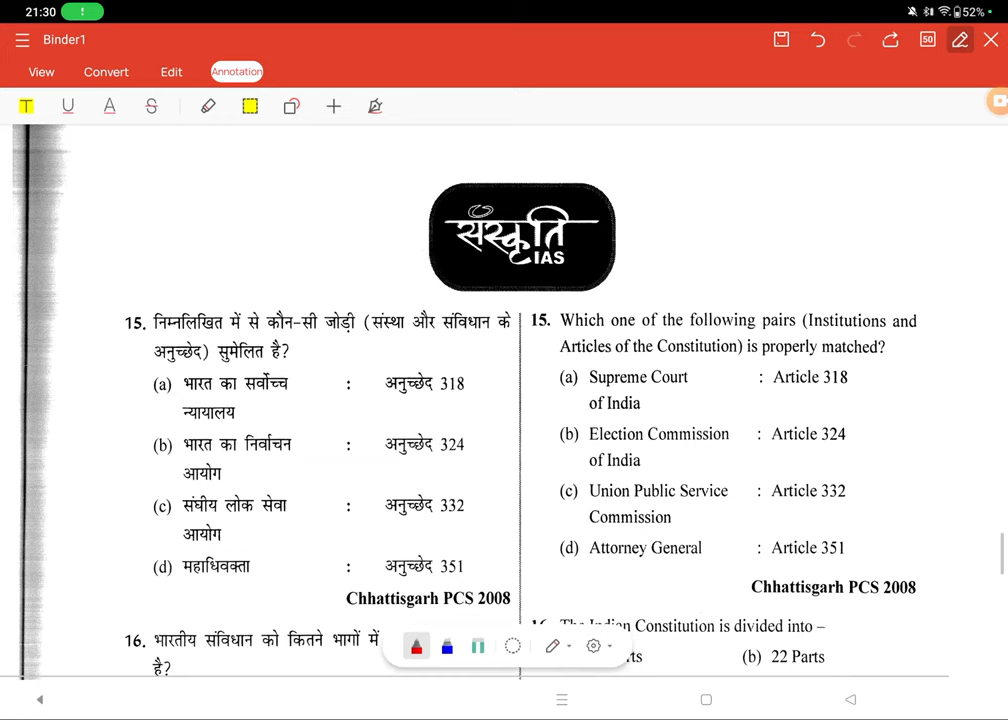 21:30
52%
Binder1
50
View Convert Edit Annotation
T U A S
संस्कृति
IAS
15. निम्नलिखित में से कौन-सी जोड़ी (संस्था और संविधान के
अनुच्छेद) सुमेलित है?
(a) भारत का सर्वोच्च : अनुच्छेद 318
न्यायालय
(b) भारत का निर्वाचन : अनुच्छेद 324
आयोग
(c) संघीय लोक सेवा : अनुच्छेद 332
आयोग
(d) महाधिवक्ता : अनुच्छेद 351
Chhattisgarh PCS 2008
16. भारतीय संविधान को कितने भागों में
है?
15. Which one of the following pairs (Institutions and
Articles of the Constitution) is properly matched?
(a) Supreme Court : Article 318
of India
(b) Election Commission : Article 324
of India
(c) Union Public Service : Article 332
Commission
(d) Attorney General : Article 351
Chhattisgarh PCS 2008
Constitution is divided into –
(b) 22 Parts